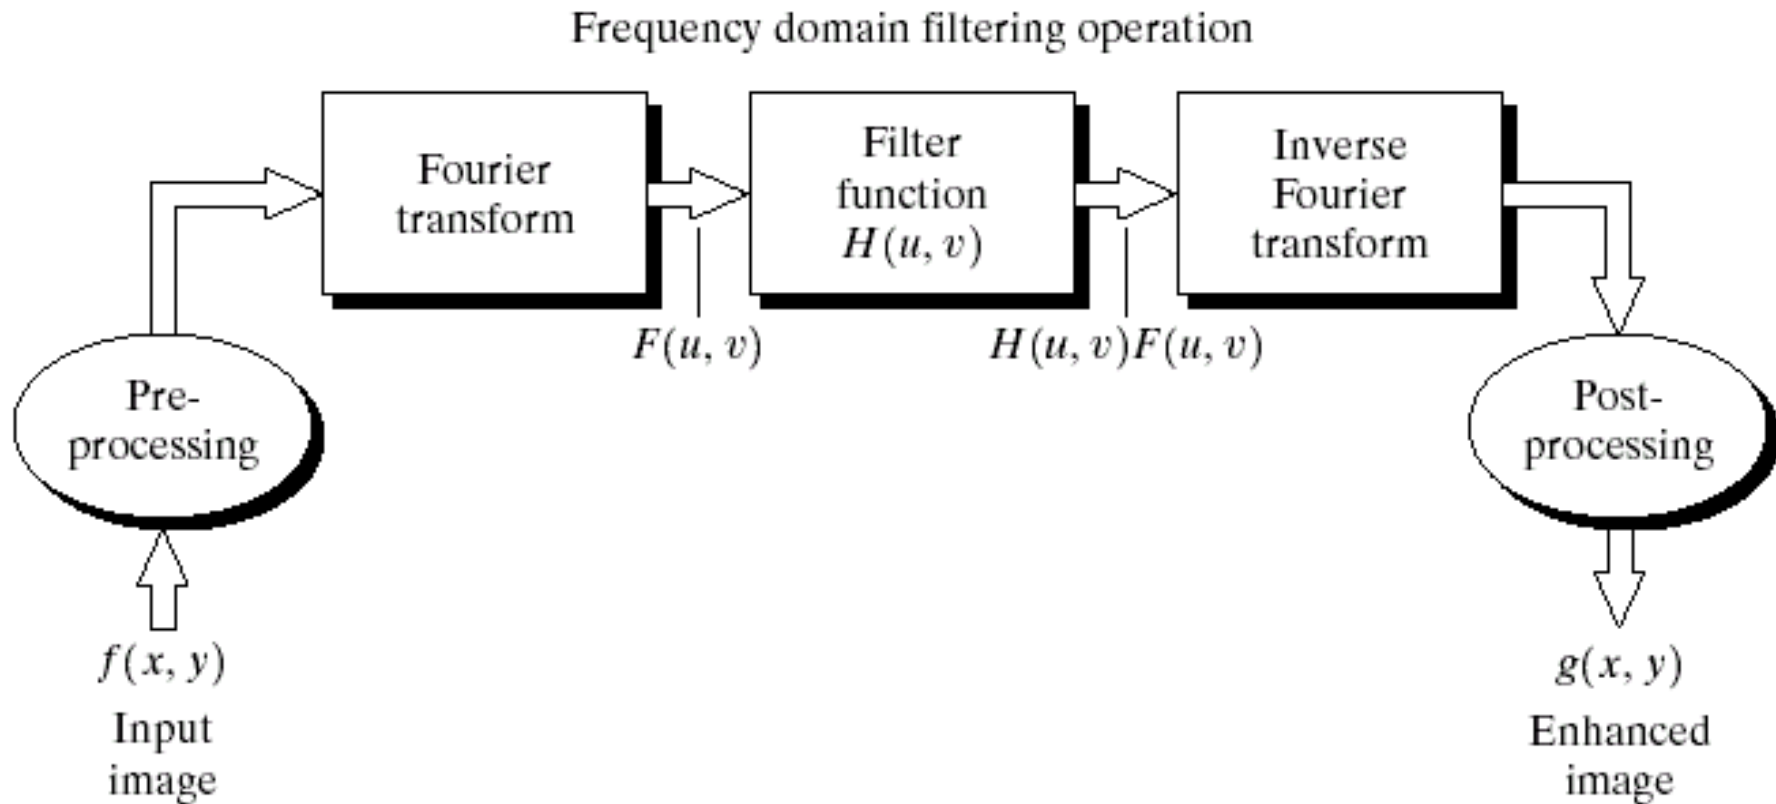 Frequency domain filtering operation
Fourier
transform
Filter
function
H(u, v)
Inverse
Fourier
transform
F(u, v)
H(u, v)F(u, v)
Pre-
processing
Post-
processing
f(x, y)
Input
image
g(x, y)
Enhanced
image